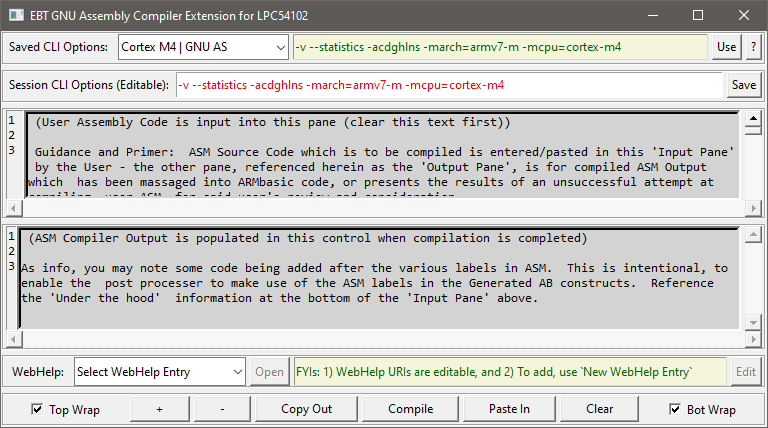 EBT GNU Assembly Compiler Extension for LPC54102
Saved CLI Options: Cortex M4 | GNU AS -v --statistics -acdghlns -march=armv7-m -mcpu=cortex-m4 Use ?
Session CLI Options (Editable): -v --statistics -acdghlns -march=armv7-m -mcpu=cortex-m4 Save
1 (User Assembly Code is input into this pane (clear this text first))
2
3 Guidance and Primer: ASM Source Code which is to be compiled is entered/pasted in this 'Input Pane'
by the User - the other pane, referenced herein as the 'Output Pane', is for compiled ASM Output
which has been massaged into ARMbasic code, or presents the results of an unsuccessful attempt at
1 (ASM Compiler Output is populated in this control when compilation is completed)
2
3 As info, you may note some code being added after the various labels in ASM. This is intentional, to
enable the post processer to make use of the ASM labels in the Generated AB constructs. Reference
the 'Under the hood' information at the bottom of the 'Input Pane' above.
WebHelp: Select WebHelp Entry Open FYIs: 1) WebHelp URIs are editable, and 2) To add, use `New WebHelp Entry` Edit
Top Wrap + - Copy Out Compile Paste In Clear Bot Wrap